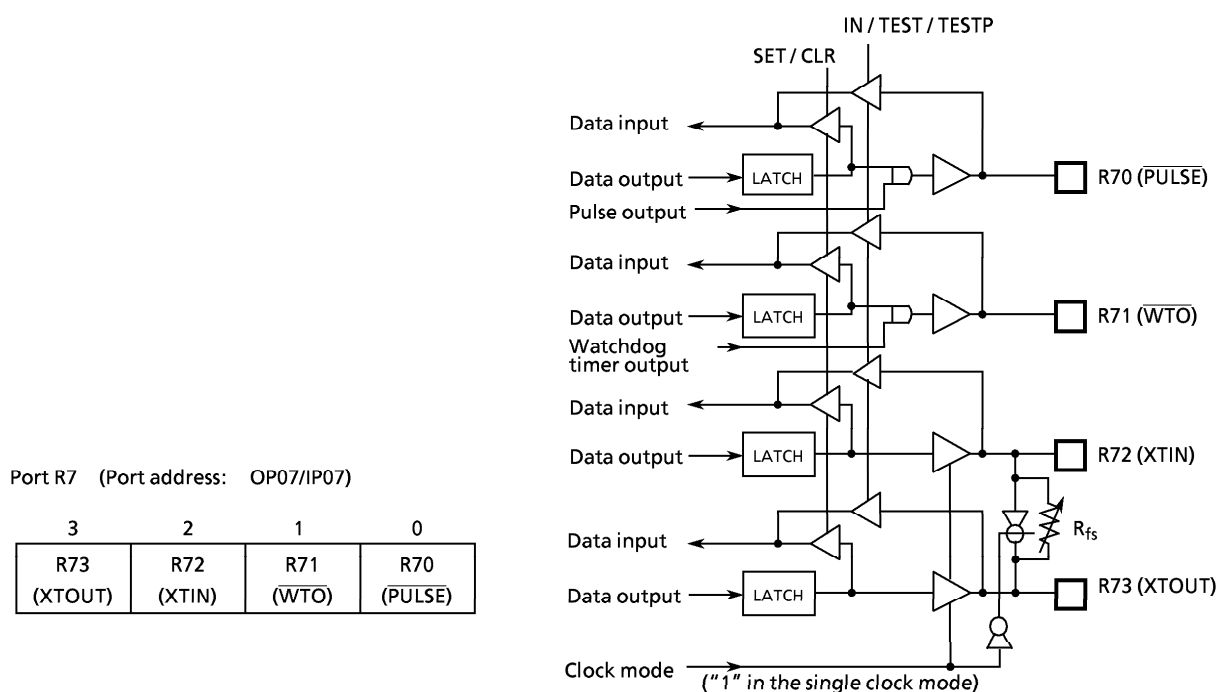 IN / TEST / TESTP
SET / CLR
Data input
Data output
LATCH
R70 (PULSE)
Pulse output
Data input
Data output
LATCH
R71 (WTO)
Watchdog
timer output
Data input
Data output
LATCH
R72 (XTIN)
Rfs
Data input
Data output
LATCH
R73 (XTOUT)
Clock mode
("1" in the single clock mode)
Port R7 (Port address: OP07/IP07)
3 2 1 0
R73 R72 R71 R70
(XTOUT) (XTIN) (WTO) (PULSE)